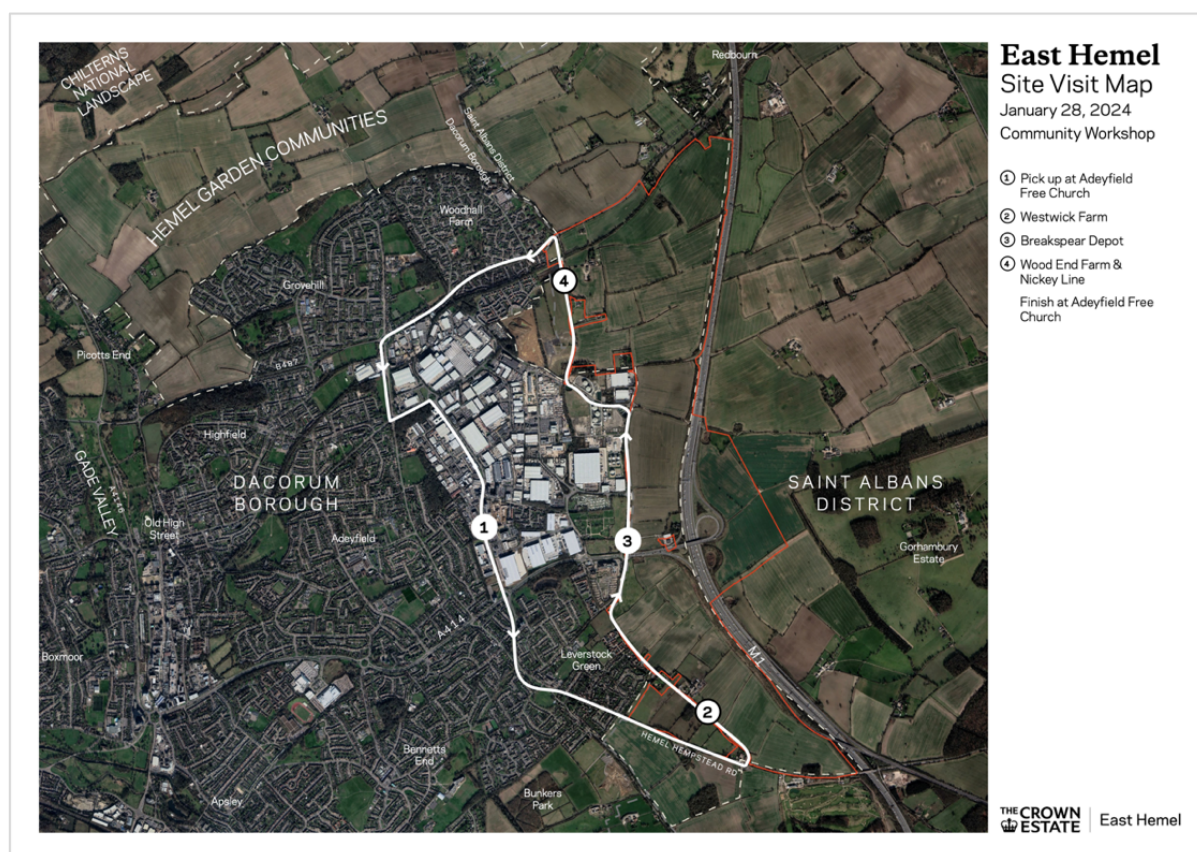 East Hemel
Site Visit Map
January 28, 2024
Community Workshop
1 Pick up at Adeyfield
Free Church
2 Westwick Farm
3 Breakspear Depot
4 Wood End Farm &
Nickey Line
Finish at Adeyfield Free
Church
Redbourn
CHILTERNS
NATIONAL
LANDSCAPE
HEMEL GARDEN COMMUNITIES
Saint Albans District
Dacorum Borough
Woodhall
Farm
4
Grovehill
Picotts End
B487
Highfield
GADE VALLEY
A4146
DACORUM
BOROUGH
SAINT ALBANS
DISTRICT
Old High
Street
Adeyfield
1
3
Gorhambury
Estate
A414
Leverstock
Green
Boxmoor
M1
2
HEMEL HEMPSTEAD RD
Bennetts
End
Apsley
Bunkers
Park
THE CROWN
ESTATE
East Hemel